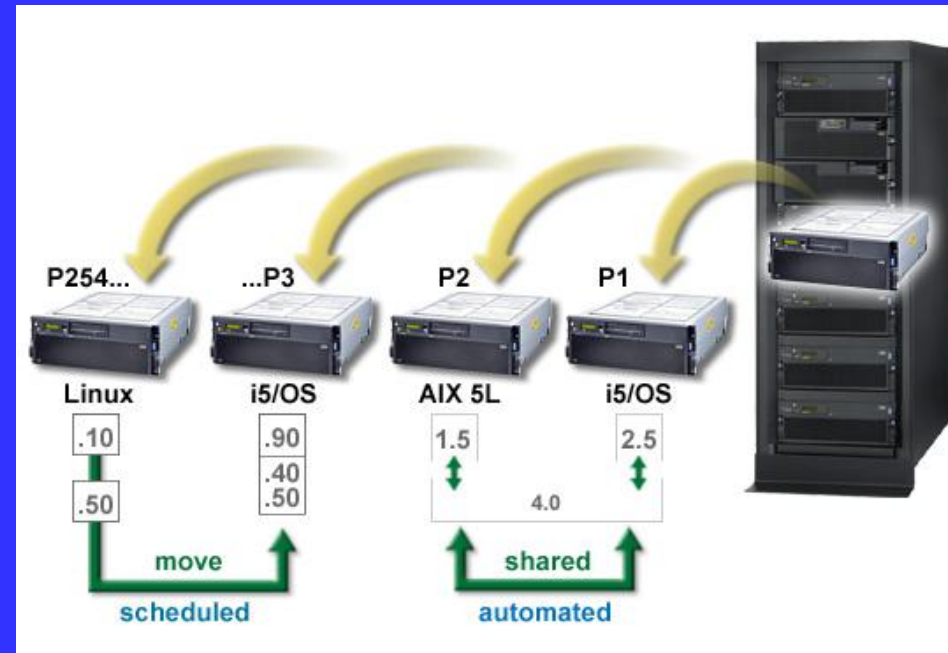 P254... ...P3 P2 P1
Linux i5/OS AIX 5L i5/OS
.10 .90 1.5 2.5
.40
.50 .50 4.0
move shared
scheduled automated